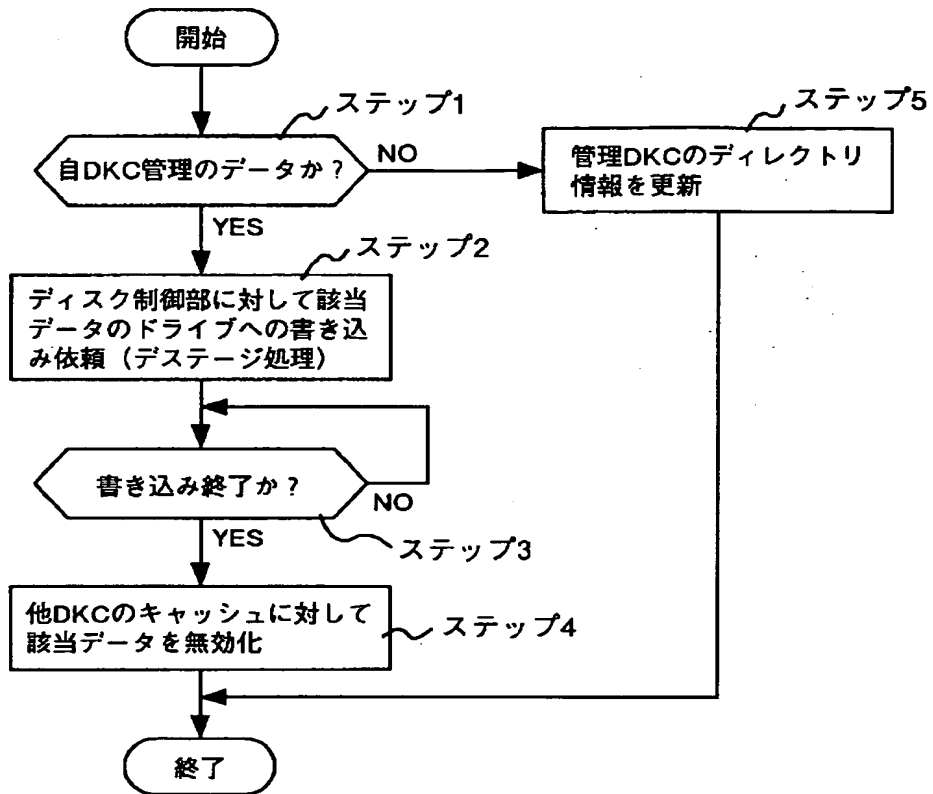 開始
ステップ1
自DKC管理のデータか？
NO
YES
ステップ5
管理DKCのディレクトリ
情報を更新
ステップ2
ディスク制御部に対して該当
データのドライブへの書き込
み依頼（デステージ処理）
書き込み終了か？
NO
YES
ステップ3
他DKCのキャッシュに対して
該当データを無効化
ステップ4
終了